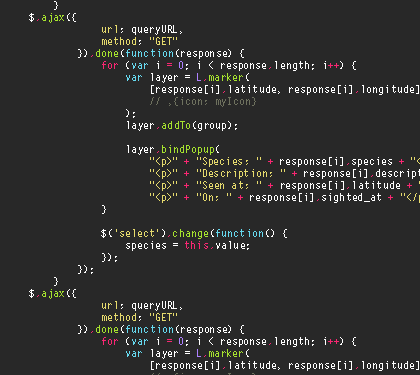 }
$.ajax({
url: queryURL,
method: "GET"
}).done(function(response) {
for (var i = 0; i < response.length; i++) {
var layer = L.marker(
[response[i].latitude, response[i].longitude]
// ,{icon: myIcon}
);
layer.addTo(group);
layer.bindPopup(
"<p>" + "Species: " + response[i].species + "<
"<p>" + "Description: " + response[i].descript
"<p>" + "Seen at: " + response[i].latitude +
"<p>" + "On: " + response[i].sighted_at + "</p
}
$('select').change(function() {
species = this.value;
});
});
}
$.ajax({
url: queryURL,
method: "GET"
}).done(function(response) {
for (var i = 0; i < response.length; i++) {
var layer = L.marker(
[response[i].latitude, response[i].longitude]